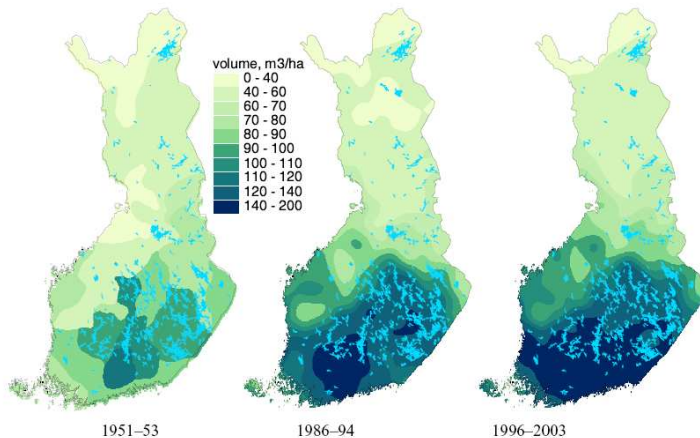 volume, m3/ha
0 - 40
40 - 60
60 - 70
70 - 80
80 - 90
90 - 100
100 - 110
110 - 120
120 - 140
140 - 200
1951–53
1986–94
1996–2003